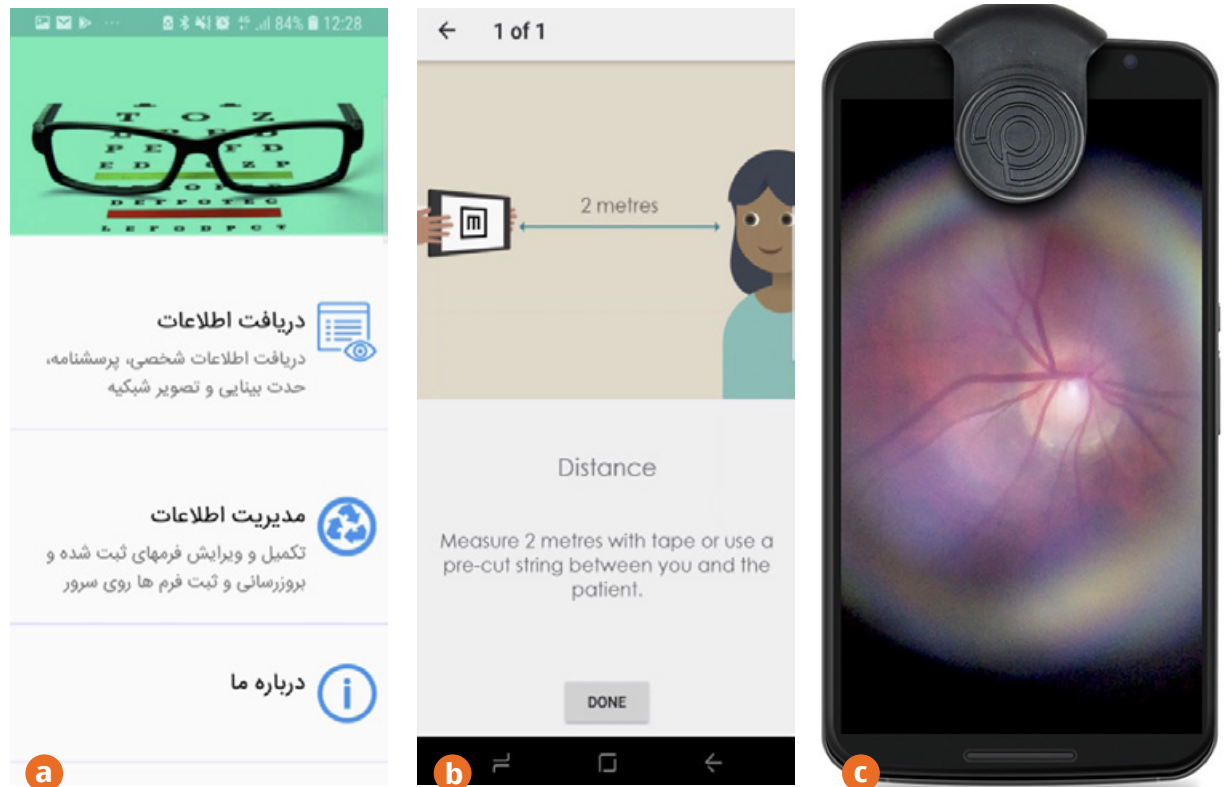 84% 12:28
T O Z
P E F D
E D O Z P
D E F P O T E C
L E F O D P C T
دریافت اطلاعات
دریافت اطلاعات شخصی، پرسشنامه،
حدت بینایی و تصویر شبکیه
مدیریت اطلاعات
تکمیل و ویرایش فرمهای ثبت شده و
بروزرسانی و ثبت فرم ها روی سرور
درباره ما
a
1 of 1
2 metres
m
Distance
Measure 2 metres with tape or use a
pre-cut string between you and the
patient.
DONE
b
c